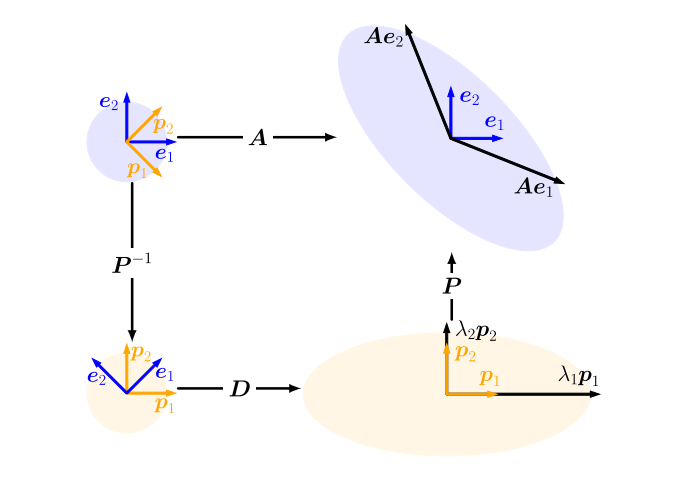 Ae₂
e₂
e₂
p₂
e₁
A
e₁
p₁
Ae₁
P⁻¹
P
λ₂p₂
p₂
p₂
e₂
e₁
p₁
λ₁p₁
D
p₁